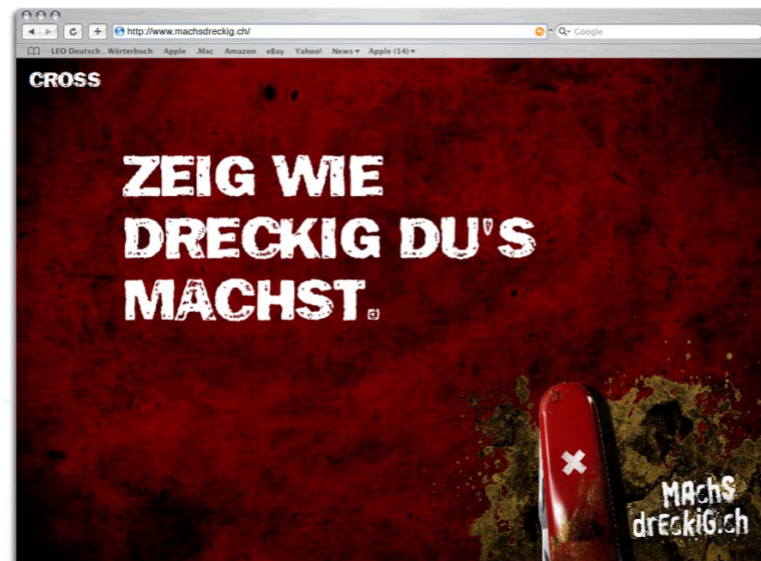 http://www.machsdreckig.ch/
Google
LEO Deutsch...Wörterbuch Apple .Mac Amazon eBay Yahoo! News Apple (14)
CROSS
ZEIG WIE
DRECKIG DU'S
MACHST.
MAchS
drEckiG.ch